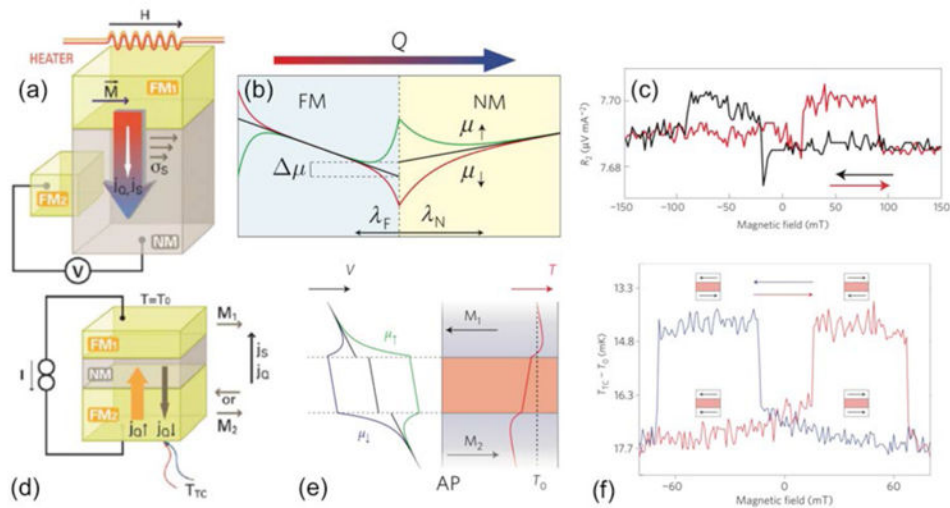 (a)
H
HEATER
FM₁
M
σS
jQ, jS
FM₂
NM
V
Q
(b)
FM
NM
μ↑
Δμ
μ↓
λF
λN
(c)
7.70
7.68
R₂ (μV mA⁻²)
−150
−100
−50
0
50
100
150
Magnetic field (mT)
(d)
T=T₀
FM₁
NM
FM₂
M₁
jS
jQ
or
M₂
I
jQ↑
jQ↓
TTC
(e)
V
T
μ↑
μ↓
M₁
M₂
AP
T₀
(f)
13.3
14.8
16.3
17.7
TTC − T₀ (mK)
−60
0
60
Magnetic field (mT)